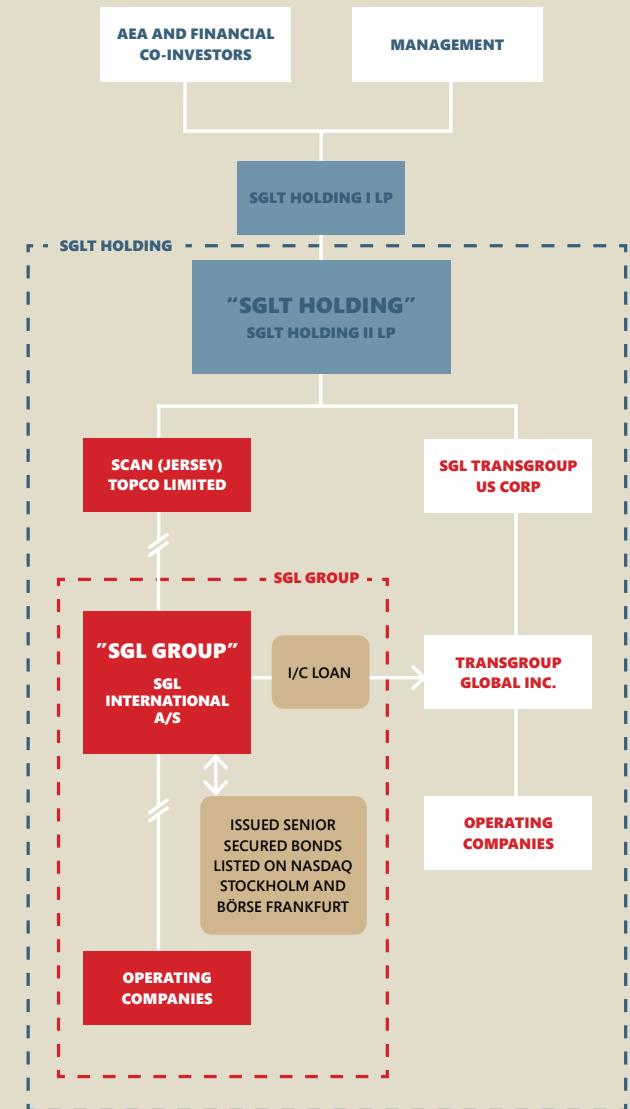 AEA AND FINANCIAL
CO-INVESTORS
MANAGEMENT
SGLT HOLDING I LP
SGLT HOLDING
“SGLT HOLDING”
SGLT HOLDING II LP
SCAN (JERSEY)
TOPCO LIMITED
SGL TRANSGROUP
US CORP
SGL GROUP
”SGL GROUP”
SGL
INTERNATIONAL
A/S
I/C LOAN
TRANSGROUP
GLOBAL INC.
ISSUED SENIOR
SECURED BONDS
LISTED ON NASDAQ
STOCKHOLM AND
BÖRSE FRANKFURT
OPERATING
COMPANIES
OPERATING
COMPANIES